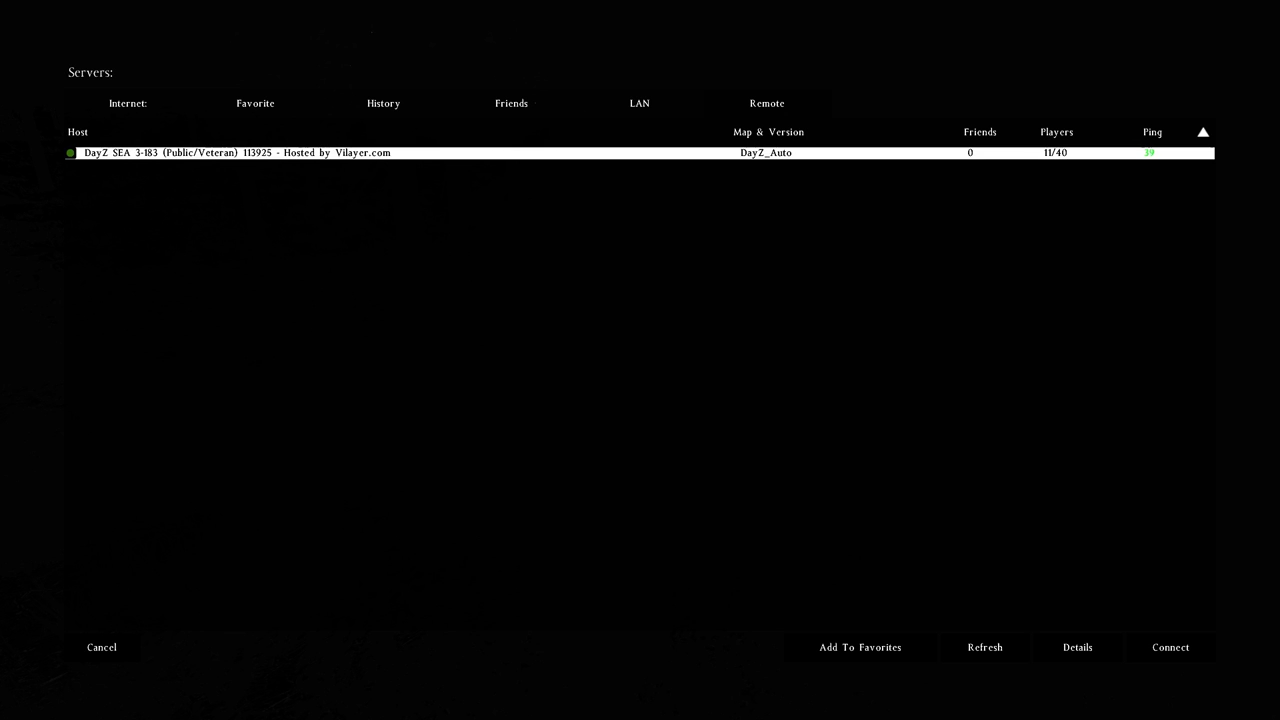 Servers:
Internet: Favorite History Friends LAN Remote
Host Map & Version Friends Players Ping
DayZ SEA 3-183 (Public/Veteran) 113925 - Hosted by Vilayer.com DayZ_Auto 0 11/40 39
Cancel Add To Favorites Refresh Details Connect